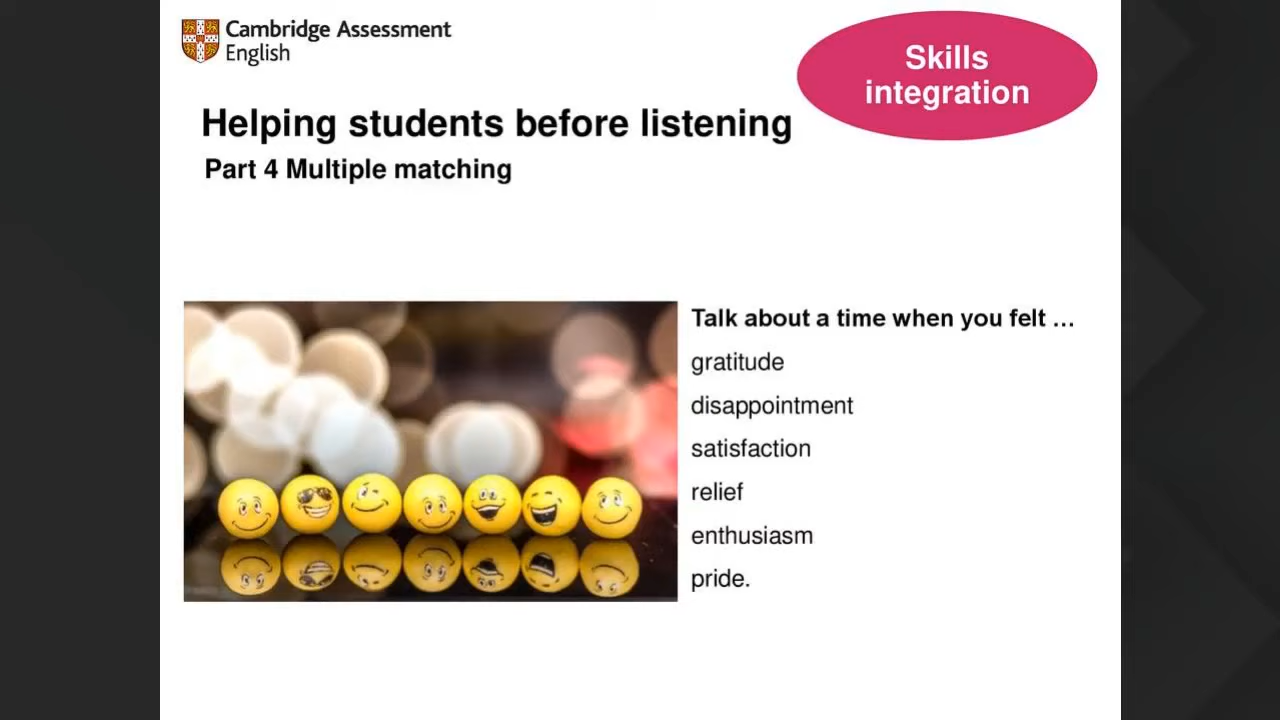 Cambridge Assessment
English
Skills
integration
Helping students before listening
Part 4 Multiple matching
Talk about a time when you felt …
gratitude
disappointment
satisfaction
relief
enthusiasm
pride.